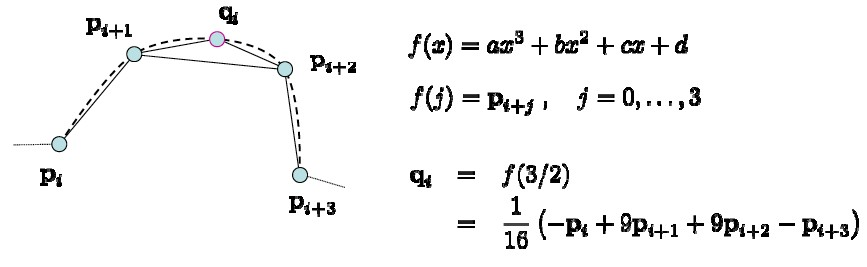 q_i
p_{i+1}
p_{i+2}
p_i
p_{i+3}
f(x) = ax^3 + bx^2 + cx + d
f(j) = p_{i+j} , j = 0, . . . , 3
q_i = f(3/2)
= 1/16 (−p_i + 9p_{i+1} + 9p_{i+2} − p_{i+3})